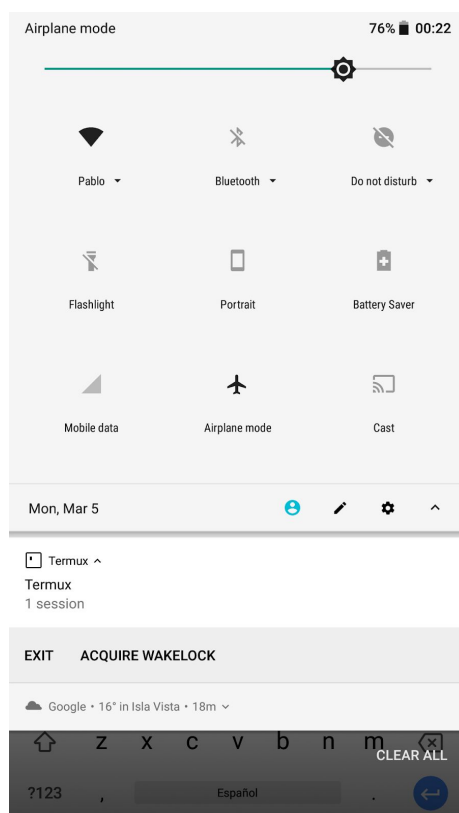 Airplane mode 76% 00:22
Pablo Bluetooth Do not disturb
Flashlight Portrait Battery Saver
Mobile data Airplane mode Cast
Mon, Mar 5
Termux
Termux
1 session
EXIT ACQUIRE WAKELOCK
Google • 16° in Isla Vista • 18m
z x c v b n m
CLEAR ALL
?123 , Español .